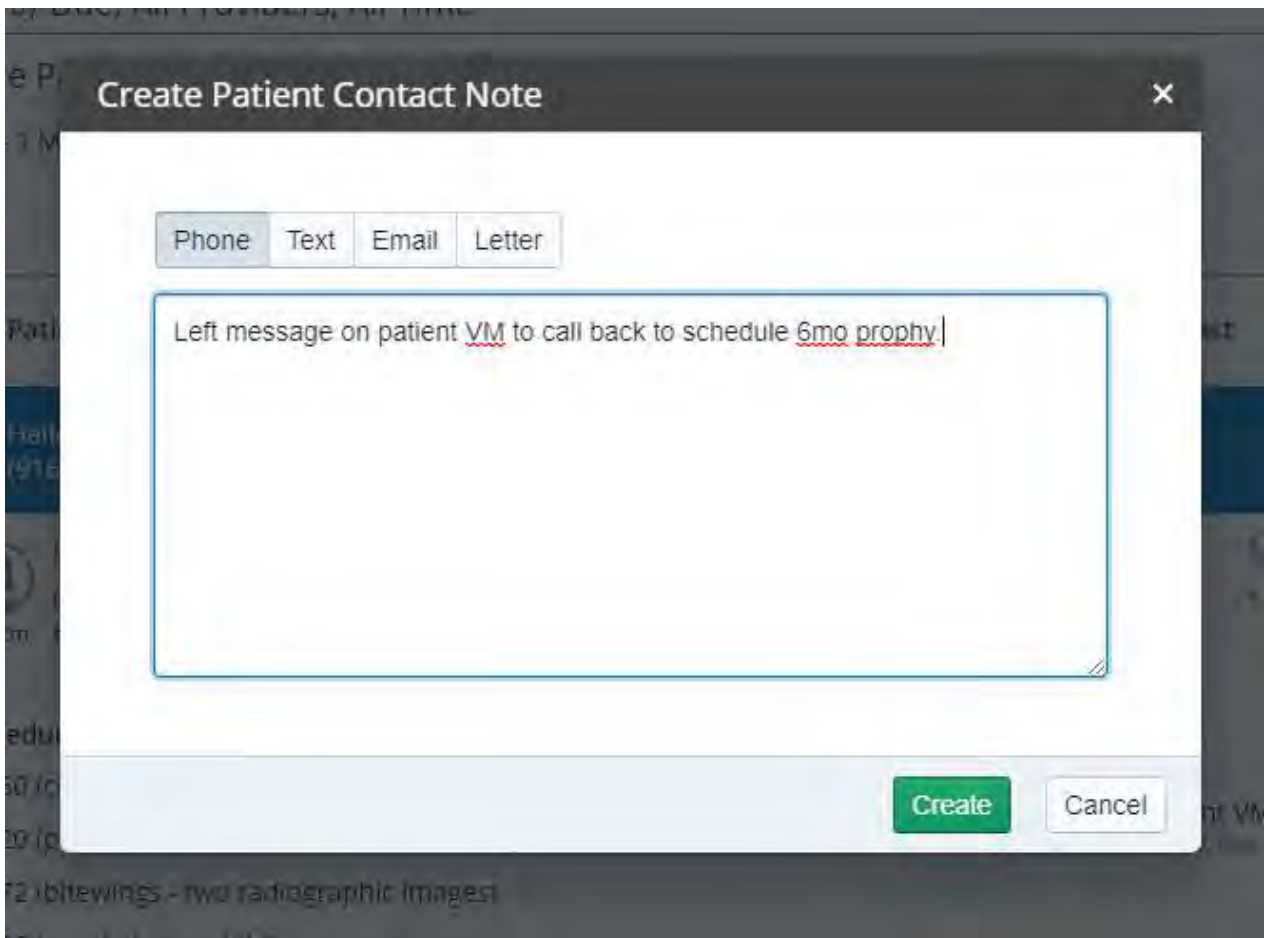 Create Patient Contact Note ×
Phone Text Email Letter
Left message on patient VM to call back to schedule 6mo prophy.
Create Cancel
(bitewings - two radiographic images)